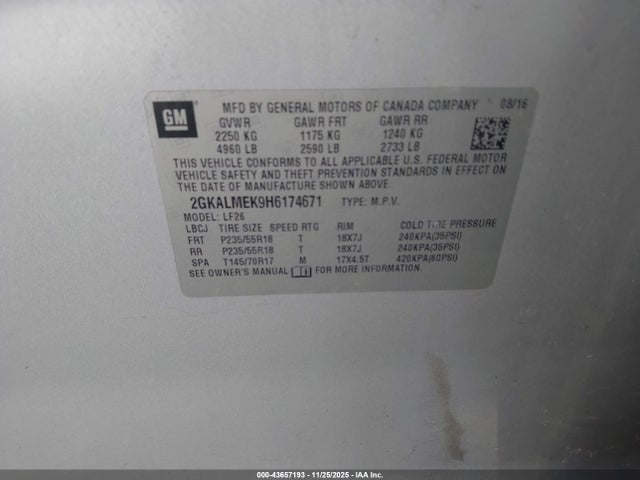 GM
MFD BY GENERAL MOTORS OF CANADA COMPANY 08/16
GVWR GAWR FRT GAWR RR
2250 KG 1175 KG 1240 KG
4960 LB 2590 LB 2733 LB
THIS VEHICLE CONFORMS TO ALL APPLICABLE U.S. FEDERAL MOTOR
VEHICLE SAFETY AND THEFT PREVENTION STANDARDS IN EFFECT ON
THE DATE OF MANUFACTURE SHOWN ABOVE.
2GKALMEK9H6174671 TYPE: M.P.V.
MODEL: LF26
LBCJ TIRE SIZE SPEED RTG RIM COLD TIRE PRESSURE
FRT P235/55R18 T 18X7J 240KPA(35PSI)
RR P235/55R18 T 18X7J 240KPA(35PSI)
SPA T145/70R17 M 17X4.5T 420KPA(60PSI)
SEE OWNER'S MANUAL FOR MORE INFORMATION.
000-43657193 - 11/25/2025 - IAA Inc.